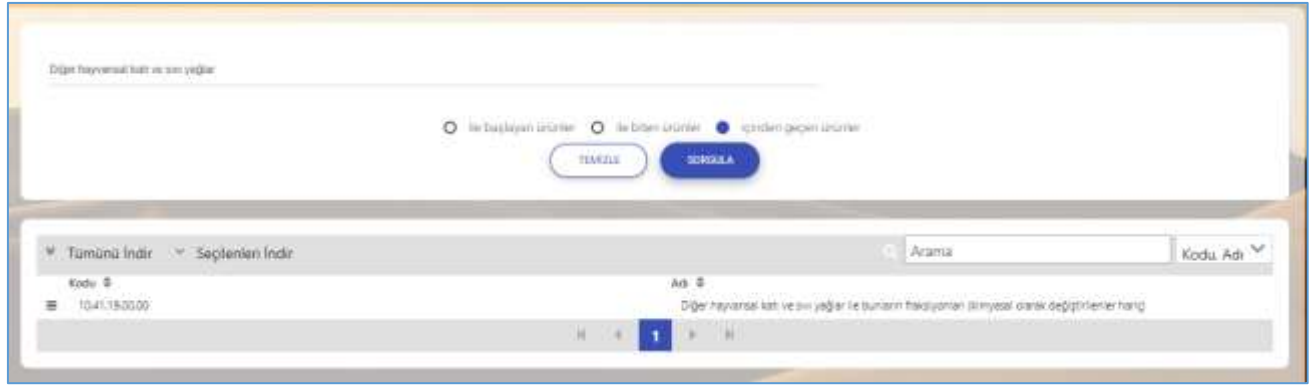 Diğer hayvansal katı ve sıvı yağlar
ile başlayan ürünler ile biten ürünler içinden geçen ürünler
TEMİZLE SORGULA
Tümünü İndir Seçilenleri İndir Arama Kodu, Adı
Kodu Adı
10.41.19.00.00 Diğer hayvansal katı ve sıvı yağlar ile bunların fraksiyonları (kimyasal olarak değiştirilenler hariç)
1